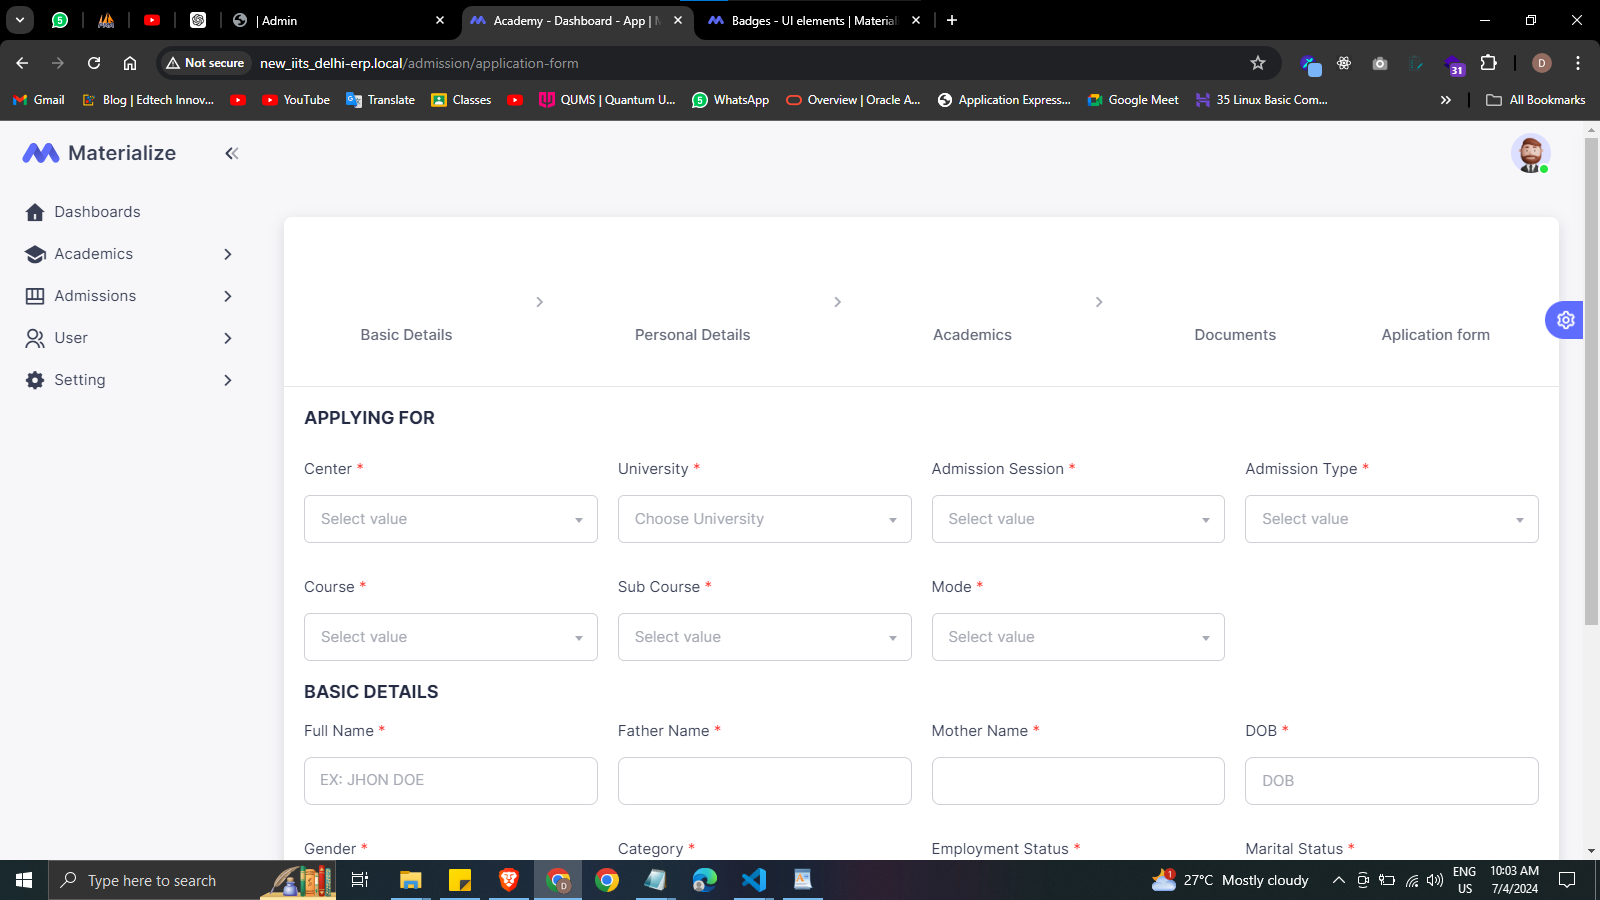 | Admin
Academy - Dashboard - App |
Badges - UI elements | Material
Not secure
new_iits_delhi-erp.local/admission/application-form
31
D
Gmail
Blog | Edtech Innov...
YouTube
Translate
Classes
QUMS | Quantum U...
WhatsApp
Overview | Oracle A...
Application Express...
Google Meet
35 Linux Basic Com...
All Bookmarks
Materialize
Dashboards
Academics
Admissions
User
Setting
Basic Details
Personal Details
Academics
Documents
Aplication form
APPLYING FOR
Center *
University *
Admission Session *
Admission Type *
Select value
Choose University
Select value
Select value
Course *
Sub Course *
Mode *
Select value
Select value
Select value
BASIC DETAILS
Full Name *
Father Name *
Mother Name *
DOB *
EX: JHON DOE
DOB
Gender *
Category *
Employment Status *
Marital Status *
Type here to search
27°C Mostly cloudy
ENG
US
10:03 AM
7/4/2024